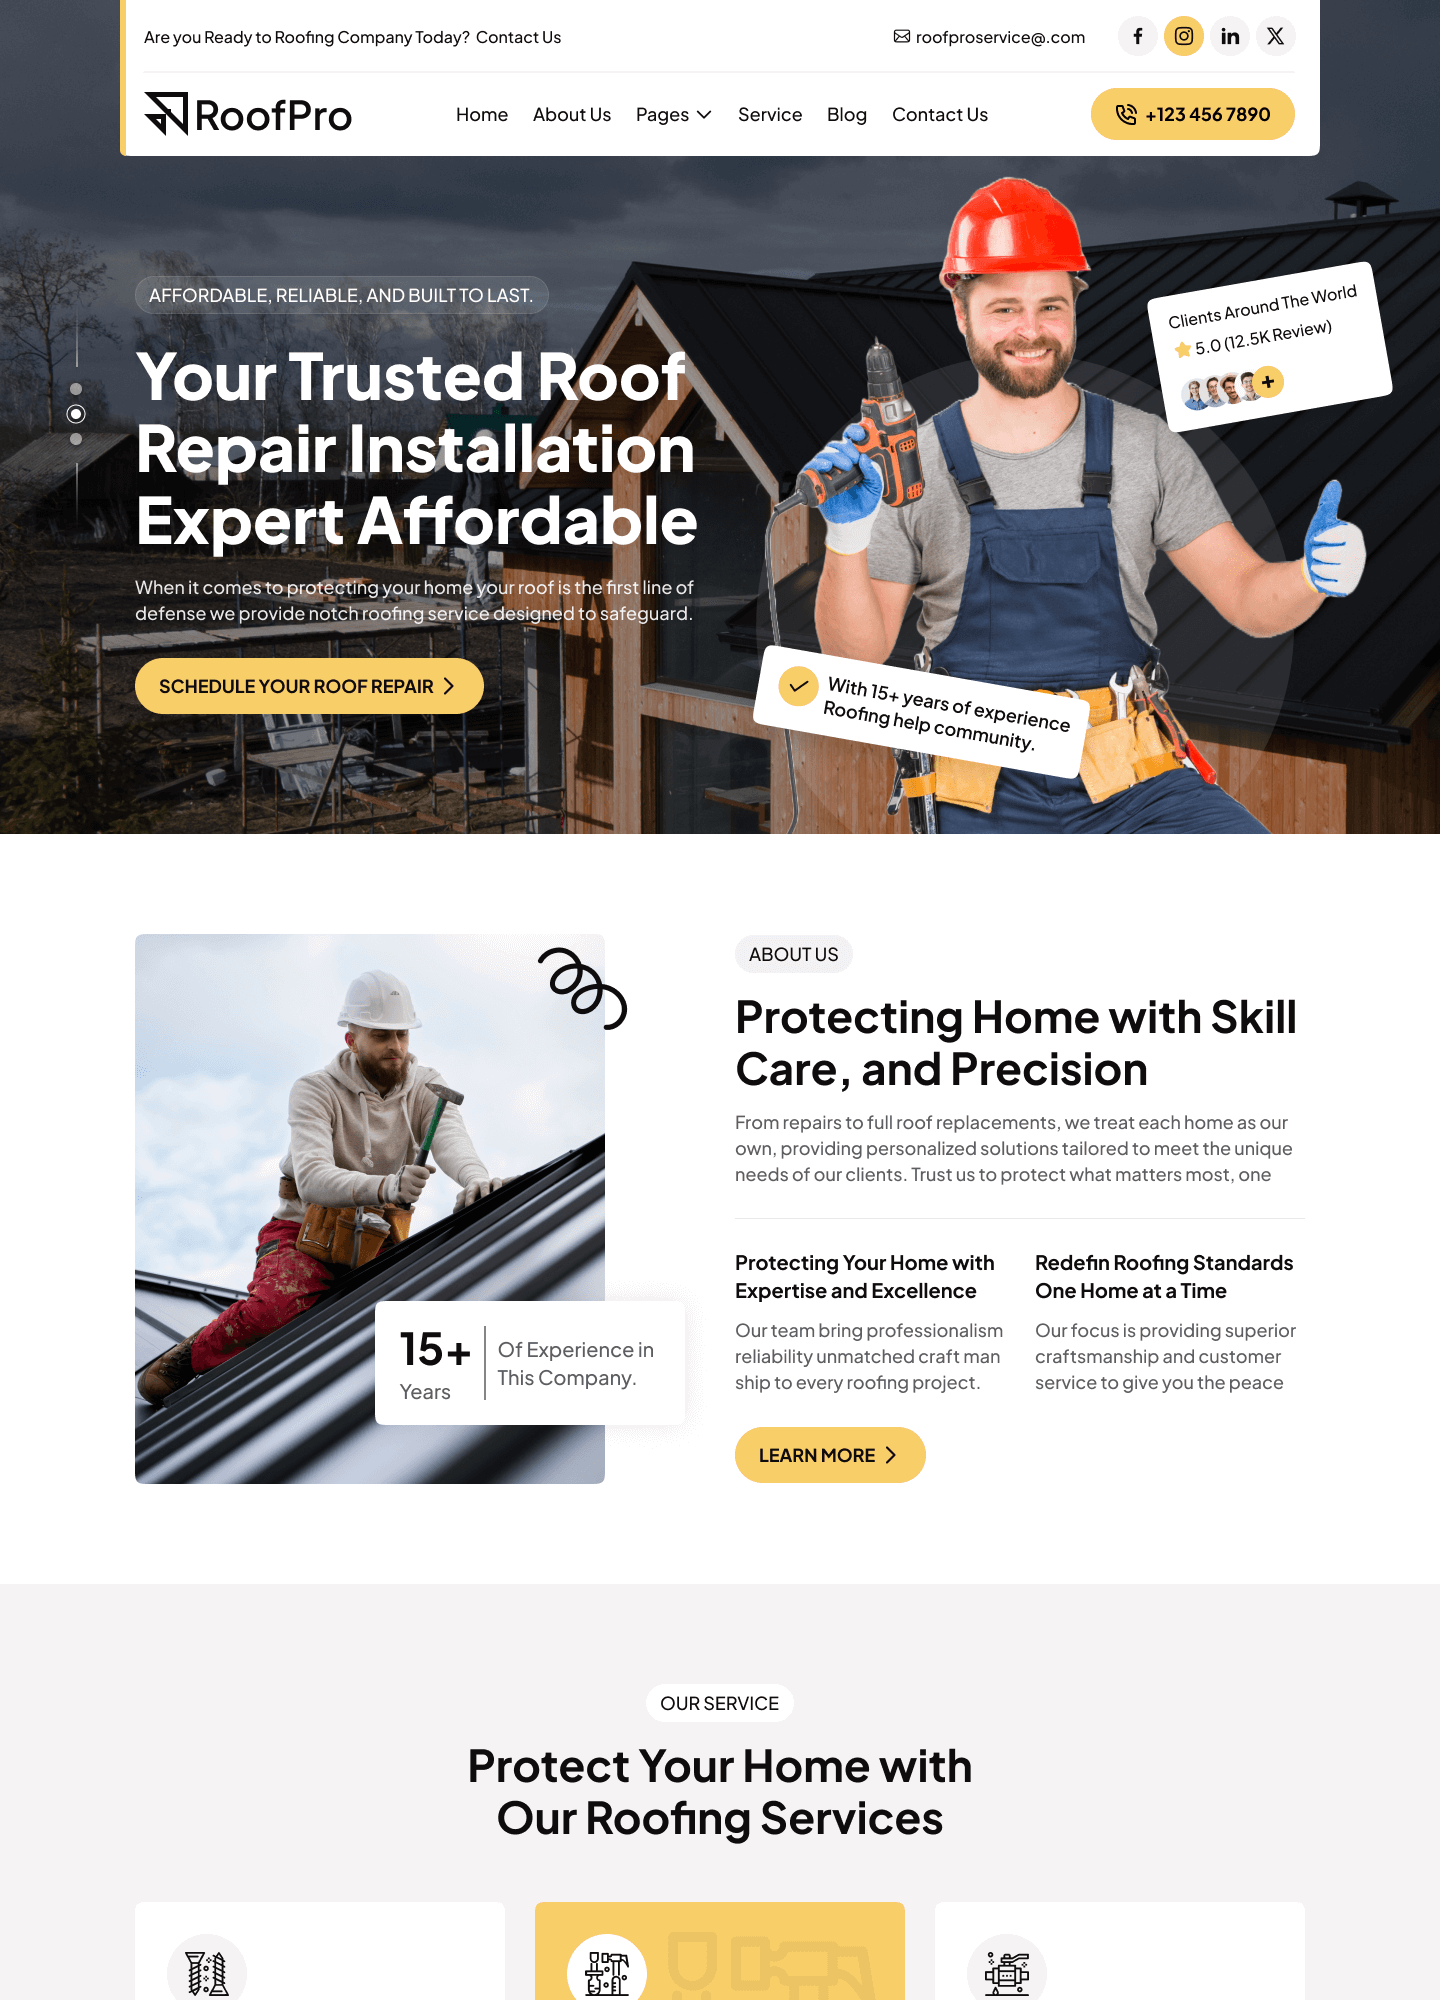 Are you Ready to Roofing Company Today? Contact Us
roofproservice@.com
RoofPro
Home
About Us
Pages
Service
Blog
Contact Us
+123 456 7890
AFFORDABLE, RELIABLE, AND BUILT TO LAST.
Your Trusted Roof
Repair Installation
Expert Affordable
When it comes to protecting your home your roof is the first line of
defense we provide notch roofing service designed to safeguard.
SCHEDULE YOUR ROOF REPAIR
Clients Around The World
5.0 (12.5K Review)
With 15+ years of experience
Roofing help community.
ABOUT US
Protecting Home with Skill
Care, and Precision
From repairs to full roof replacements, we treat each home as our
own, providing personalized solutions tailored to meet the unique
needs of our clients. Trust us to protect what matters most, one
Protecting Your Home with
Expertise and Excellence
Our team bring professionalism
reliability unmatched craft man
ship to every roofing project.
Redefin Roofing Standards
One Home at a Time
Our focus is providing superior
craftsmanship and customer
service to give you the peace
15+
Years
Of Experience in
This Company.
LEARN MORE
OUR SERVICE
Protect Your Home with
Our Roofing Services